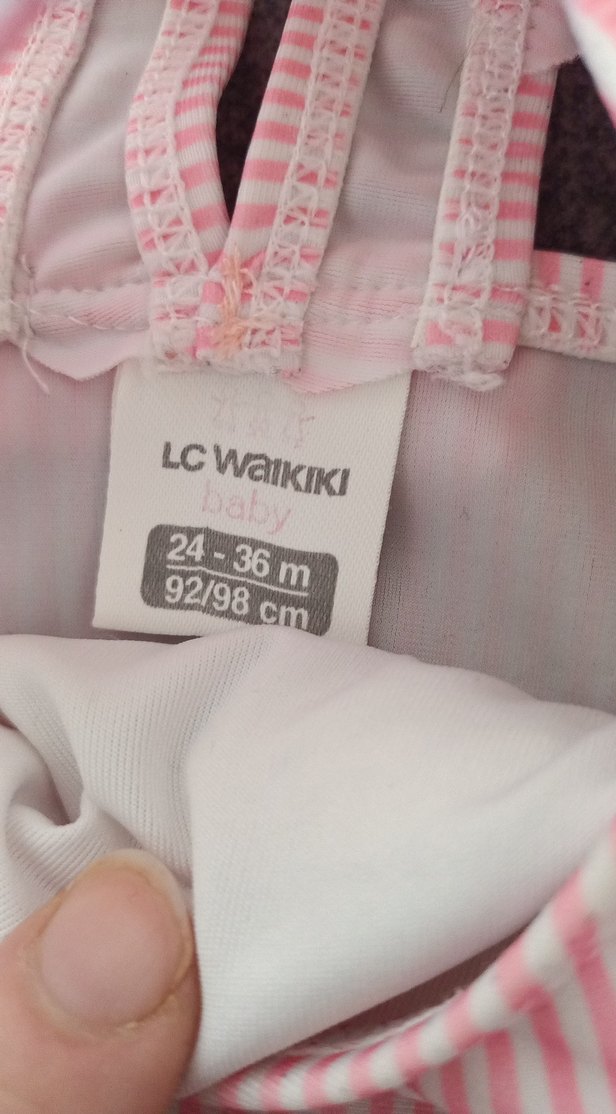 LC WAIKIKI
baby
24 - 36 m
92/98 cm